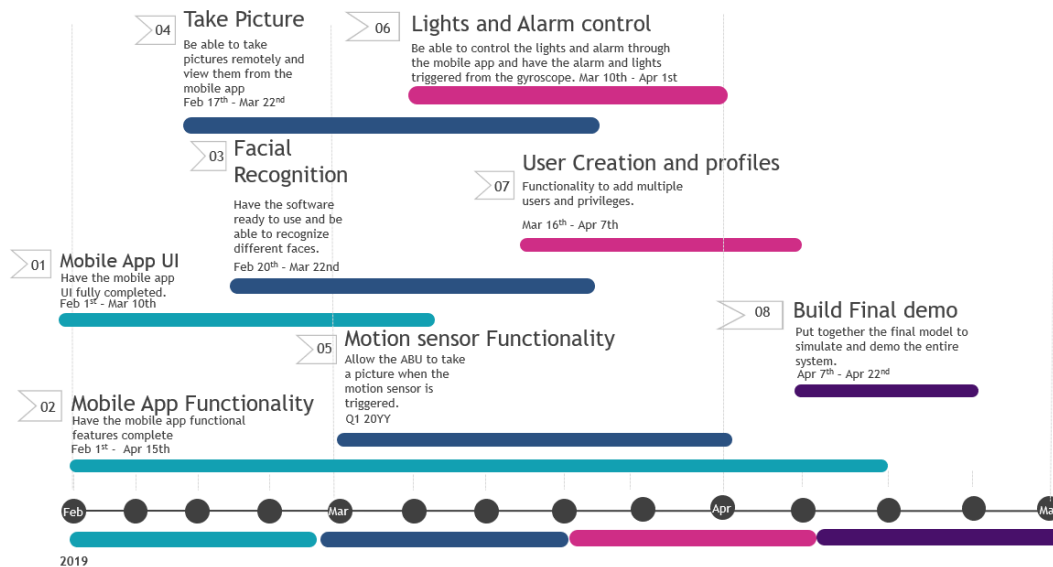 04
Take Picture
Be able to take
pictures remotely and
view them from the
mobile app
Feb 17th – Mar 22nd
06
Lights and Alarm control
Be able to control the lights and alarm through
the mobile app and have the alarm and lights
triggered from the gyroscope. Mar 10th - Apr 1st
03
Facial
Recognition
Have the software
ready to use and be
able to recognize
different faces.
Feb 20th – Mar 22nd
07
User Creation and profiles
Functionality to add multiple
users and privileges.
Mar 16th – Apr 7th
01
Mobile App UI
Have the mobile app
UI fully completed.
Feb 1st – Mar 10th
05
Motion sensor Functionality
Allow the ABU to take
a picture when the
motion sensor is
triggered.
Q1 20YY
08
Build Final demo
Put together the final model to
simulate and demo the entire
system.
Apr 7th – Apr 22nd
02
Mobile App Functionality
Have the mobile app functional
features complete
Feb 1st – Apr 15th
Feb
Mar
Apr
Ma
2019